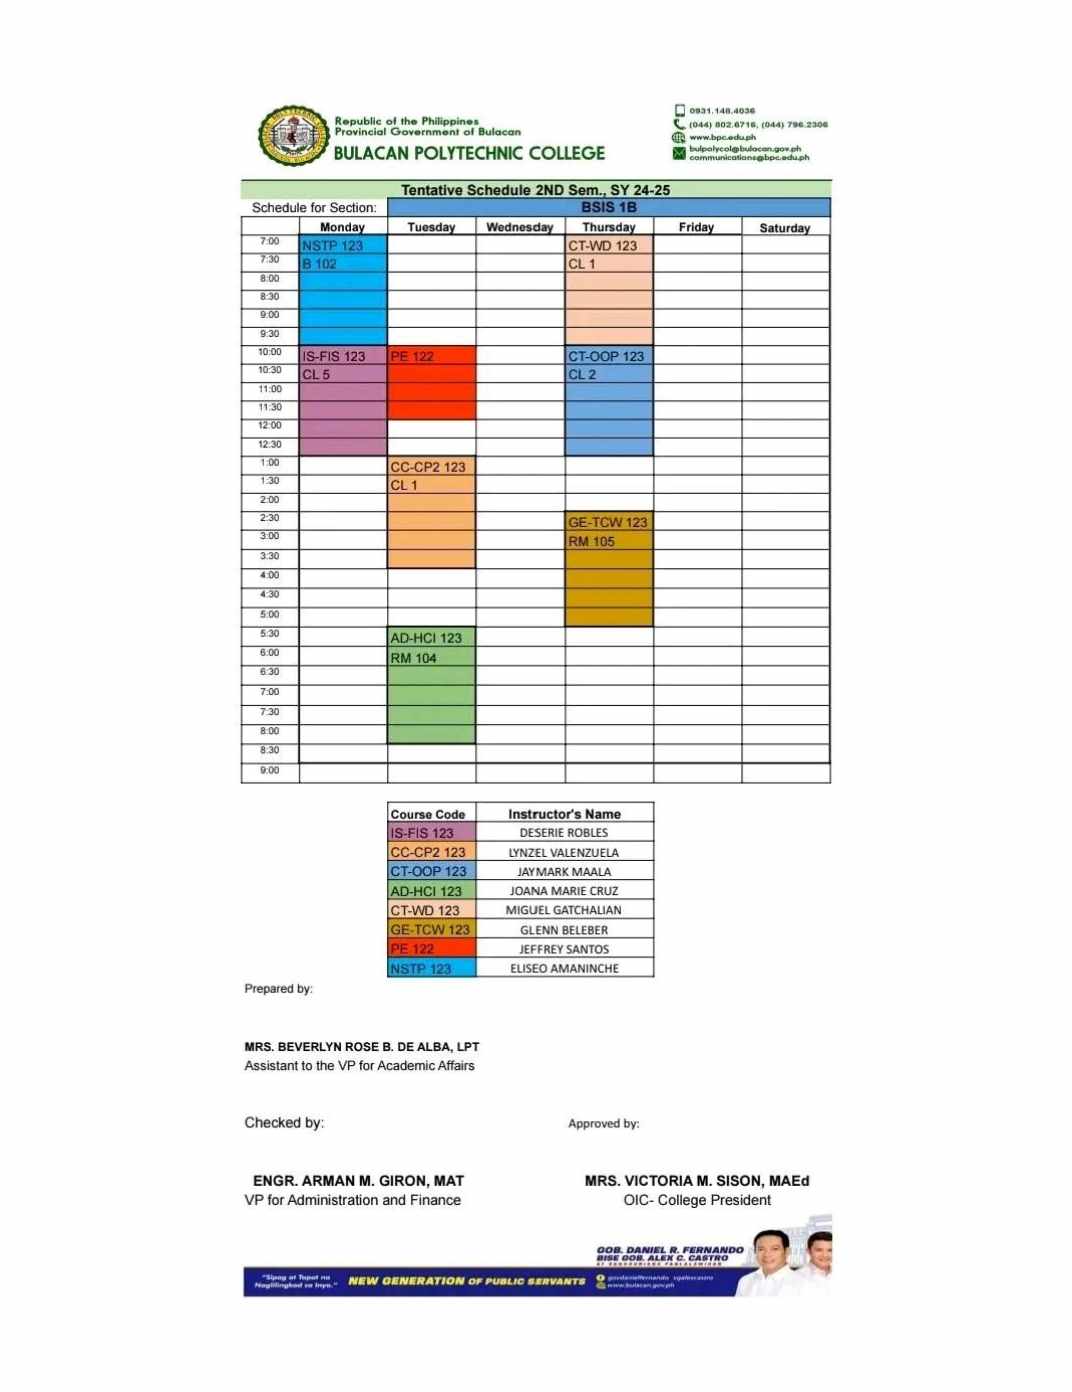 Republic of the Philippines
Provincial Government of Bulacan
BULACAN POLYTECHNIC COLLEGE
0931.148.4036
(044) 802.6716, (044) 796.2306
www.bpc.edu.ph
bulpolycol@bulacan.gov.ph
communications@bpc.edu.ph
Tentative Schedule 2ND Sem., SY 24-25
Schedule for Section: BSIS 1B
Monday Tuesday Wednesday Thursday Friday Saturday
7:00 NSTP 123 CT-WD 123
7:30 B 102 CL 1
8:00
8:30
9:00
9:30
10:00 IS-FIS 123 PE 122 CT-OOP 123
10:30 CL 5 CL 2
11:00
11:30
12:00
12:30
1:00 CC-CP2 123
1:30 CL 1
2:00
2:30 GE-TCW 123
3:00 RM 105
3:30
4:00
4:30
5:00
5:30 AD-HCI 123
6:00 RM 104
6:30
7:00
7:30
8:00
8:30
9:00
Course Code Instructor's Name
IS-FIS 123 DESERIE ROBLES
CC-CP2 123 LYNZEL VALENZUELA
CT-OOP 123 JAYMARK MAALA
AD-HCI 123 JOANA MARIE CRUZ
CT-WD 123 MIGUEL GATCHALIAN
GE-TCW 123 GLENN BELEBER
PE 122 JEFFREY SANTOS
NSTP 123 ELISEO AMANINCHE
Prepared by:
MRS. BEVERLYN ROSE B. DE ALBA, LPT
Assistant to the VP for Academic Affairs
Checked by: Approved by:
ENGR. ARMAN M. GIRON, MAT MRS. VICTORIA M. SISON, MAEd
VP for Administration and Finance OIC- College President
GOB. DANIEL R. FERNANDO
BISE GOB. ALEX C. CASTRO
AT SANGGUNIANG PANLALAWIGAN
"Sipag at Tapat na
Naglilingkod sa Inyo."
NEW GENERATION OF PUBLIC SERVANTS
govdanielfernando vgalexcastro
www.bulacan.gov.ph